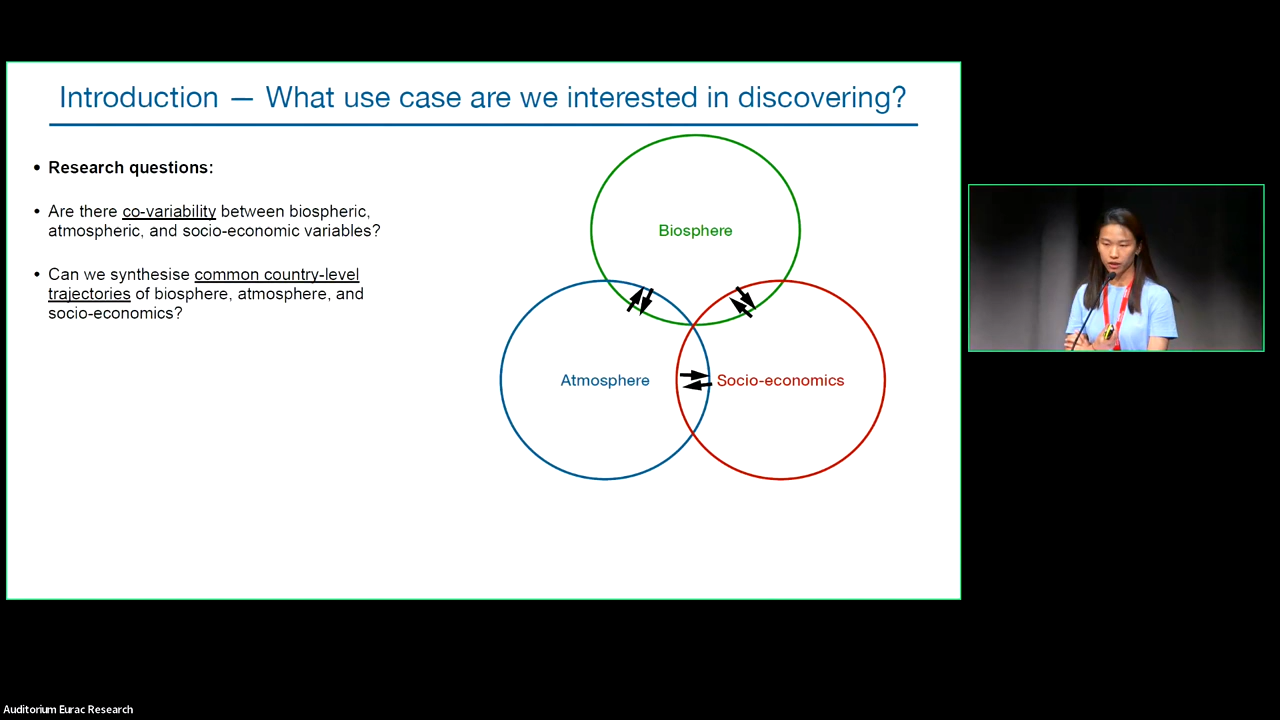 Introduction — What use case are we interested in discovering?
• Research questions:
• Are there co-variability between biospheric,
atmospheric, and socio-economic variables?
• Can we synthesise common country-level
trajectories of biosphere, atmosphere, and
socio-economics?
Biosphere
Atmosphere
Socio-economics
Auditorium Eurac Research